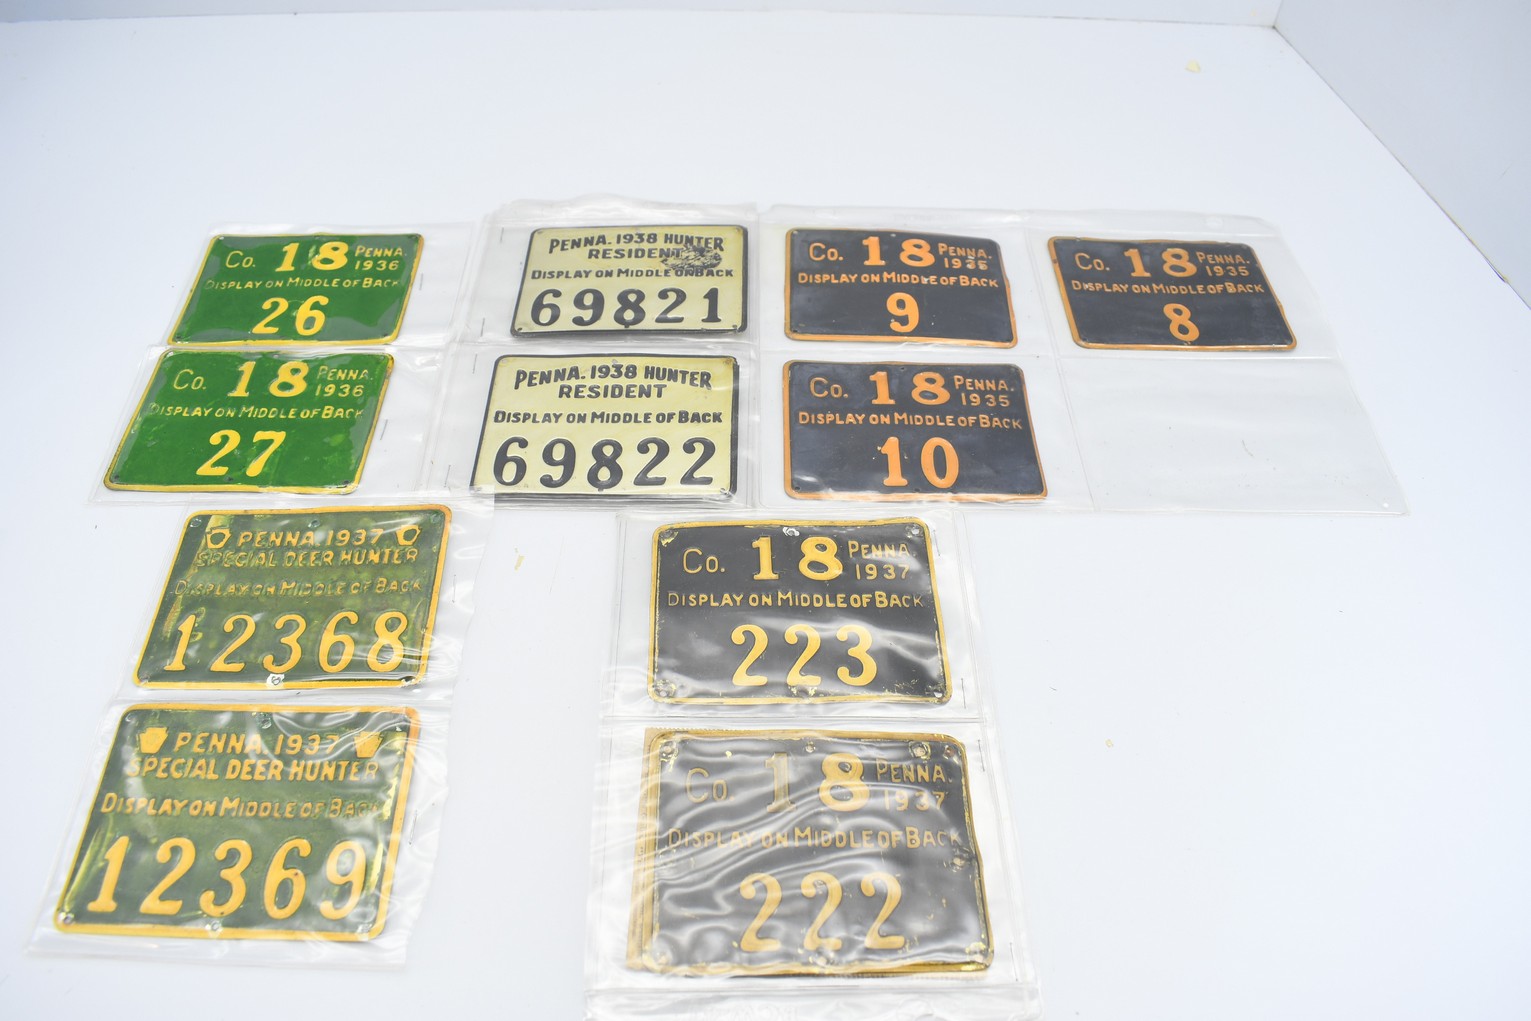 Co. 18 PENNA.
1936
DISPLAY ON MIDDLE OF BACK
26
PENNA. 1938 HUNTER
RESIDENT
DISPLAY ON MIDDLE OF BACK
69821
Co. 18 PENNA.
1935
DISPLAY ON MIDDLE OF BACK
9
Co. 18 PENNA.
1935
DISPLAY ON MIDDLE OF BACK
8
Co. 18 PENNA.
1936
DISPLAY ON MIDDLE OF BACK
27
PENNA. 1938 HUNTER
RESIDENT
DISPLAY ON MIDDLE OF BACK
69822
Co. 18 PENNA.
1935
DISPLAY ON MIDDLE OF BACK
10
PENNA. 1937
SPECIAL DEER HUNTER
DISPLAY ON MIDDLE OF BACK
12368
Co. 18 PENNA.
1937
DISPLAY ON MIDDLE OF BACK
223
PENNA. 1937
SPECIAL DEER HUNTER
DISPLAY ON MIDDLE OF BACK
12369
Co. 18 PENNA.
1937
DISPLAY ON MIDDLE OF BACK
222